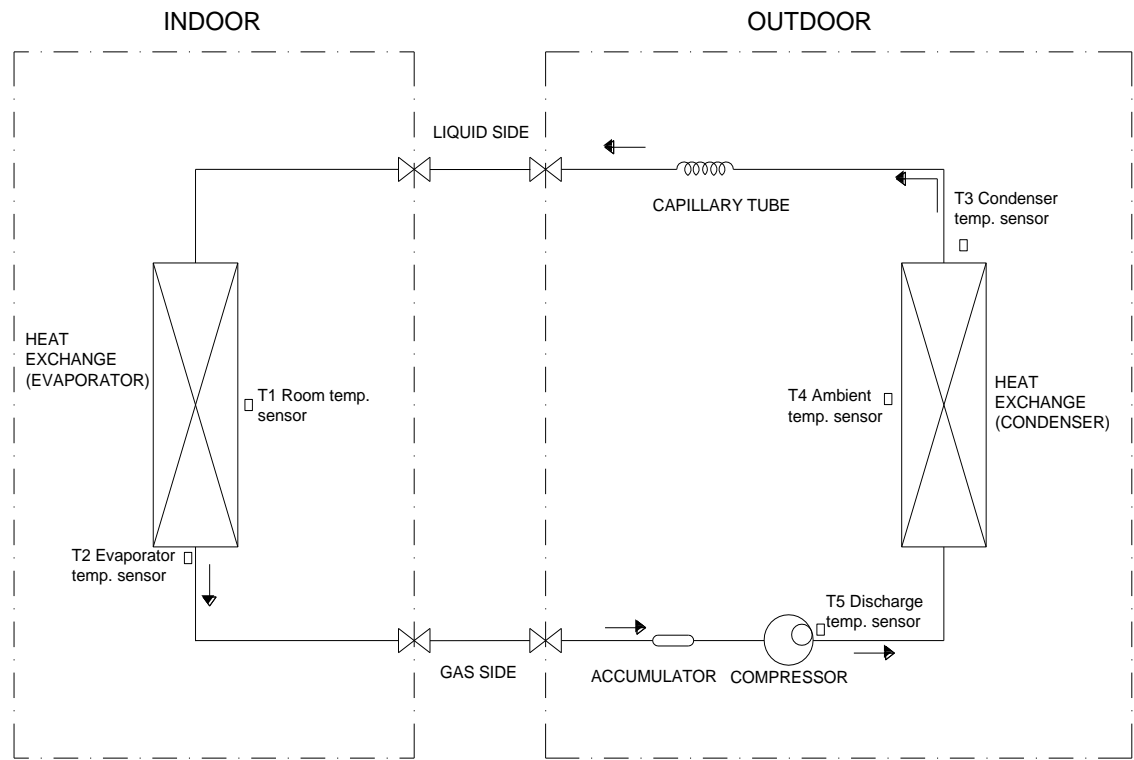 INDOOR
OUTDOOR
LIQUID SIDE
CAPILLARY TUBE
T3 Condenser
temp. sensor
HEAT
EXCHANGE
(EVAPORATOR)
T1 Room temp.
sensor
T4 Ambient
temp. sensor
HEAT
EXCHANGE
(CONDENSER)
T2 Evaporator
temp. sensor
T5 Discharge
temp. sensor
GAS SIDE
ACCUMULATOR
COMPRESSOR